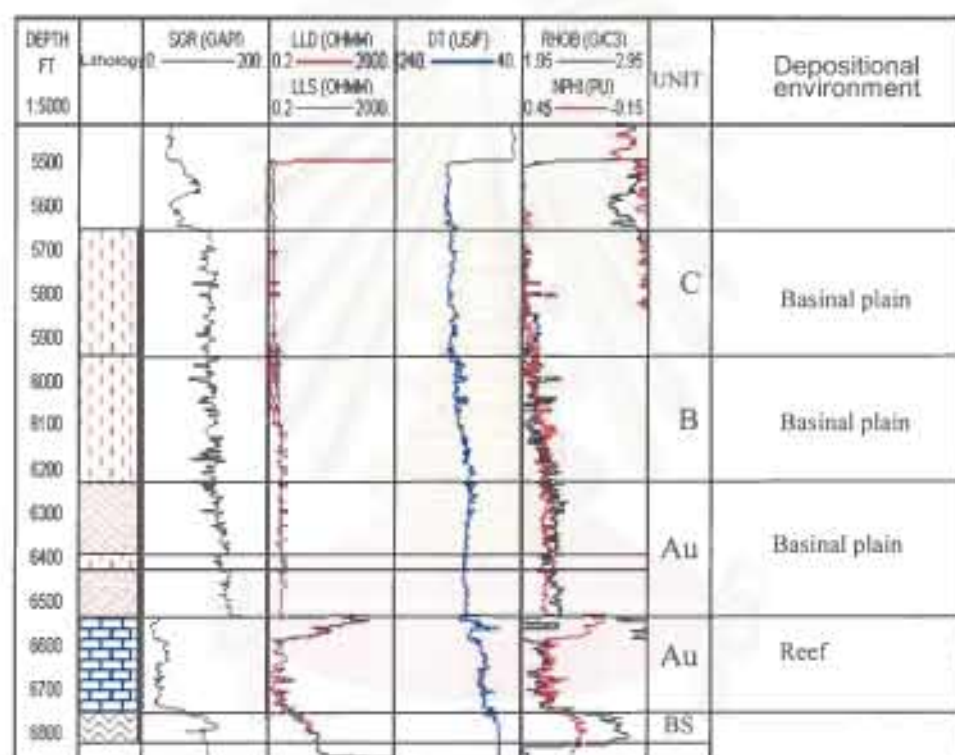 DEPTH
FT
1:5000
Lithology
SGR (GAPI)
0. 200.
LLD (OHMM)
0.2 2000.
LLS (OHMM)
0.2 2000.
DT (US/F)
240. 40.
RHOB (G/C3)
1.95 2.95
NPHI (PU)
0.45 -0.15
UNIT
Depositional
environment
5500
5600
5700
5800
5900
6000
6100
6200
6300
6400
6500
6600
6700
6800
C
B
Au
Au
BS
Basinal plain
Basinal plain
Basinal plain
Reef